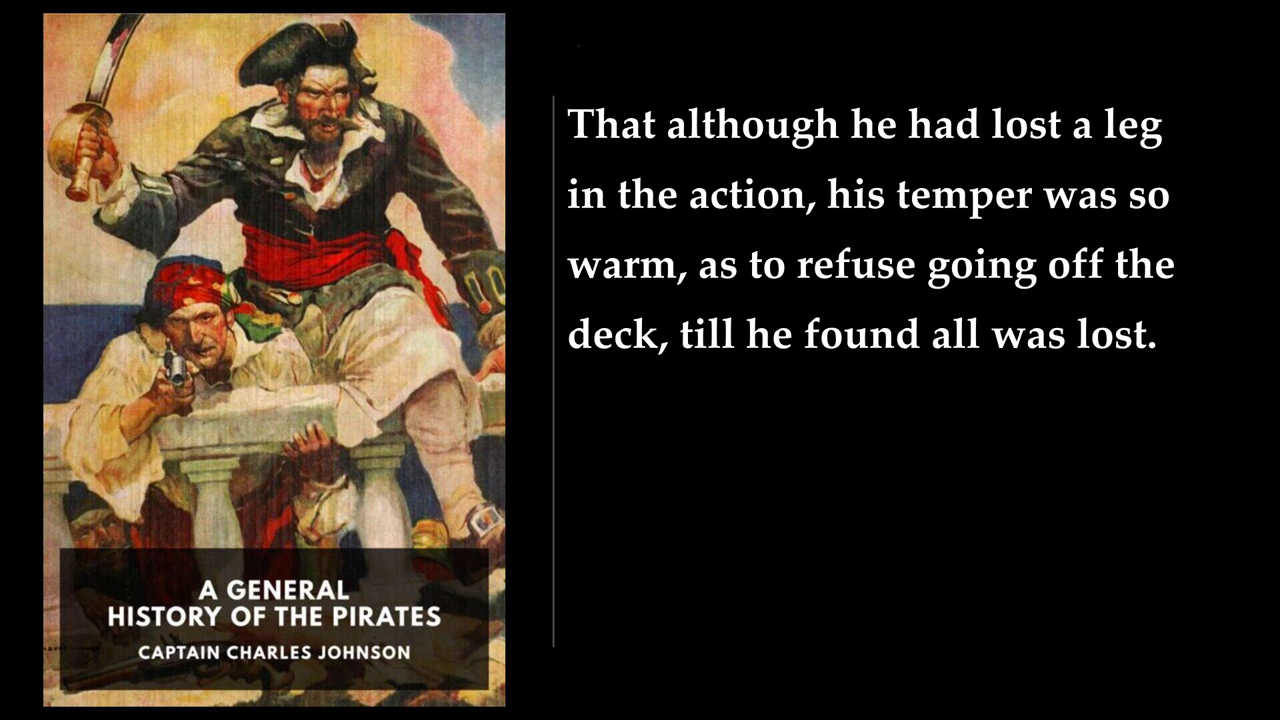 That although he had lost a leg
in the action, his temper was so
warm, as to refuse going off the
deck, till he found all was lost.
A GENERAL
HISTORY OF THE PIRATES
CAPTAIN CHARLES JOHNSON